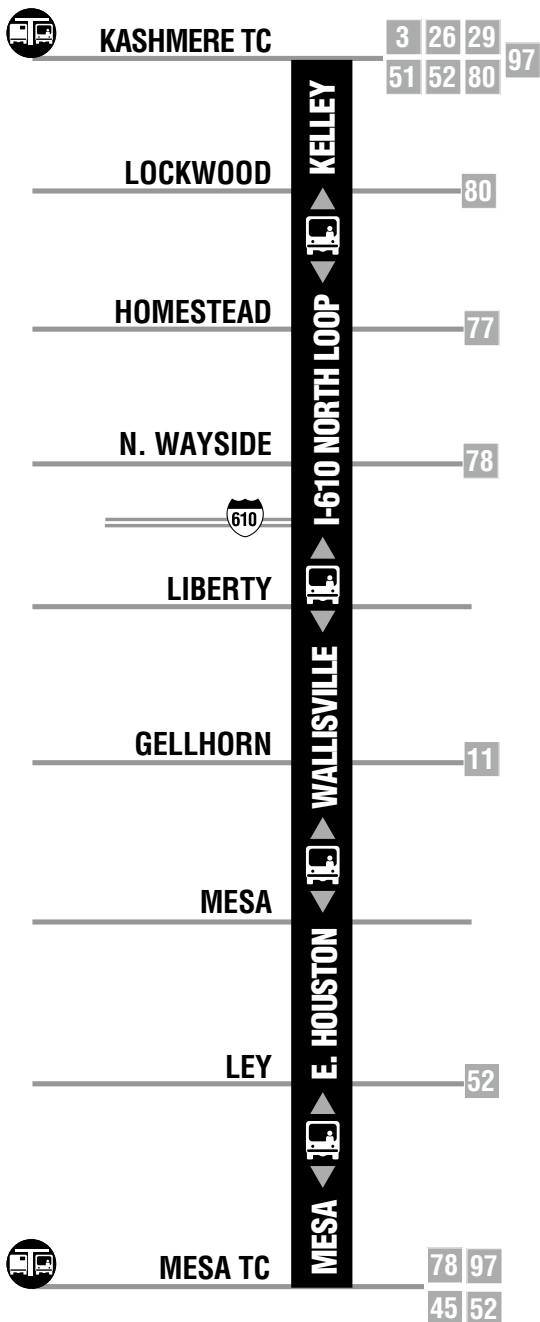 KASHMERE TC
3 26 29
97
51 52 80
KELLEY
LOCKWOOD
80
HOMESTEAD
77
I-610 NORTH LOOP
N. WAYSIDE
78
610
LIBERTY
WALLISVILLE
GELLHORN
11
MESA
E. HOUSTON
LEY
52
MESA
MESA TC
78 97
45 52